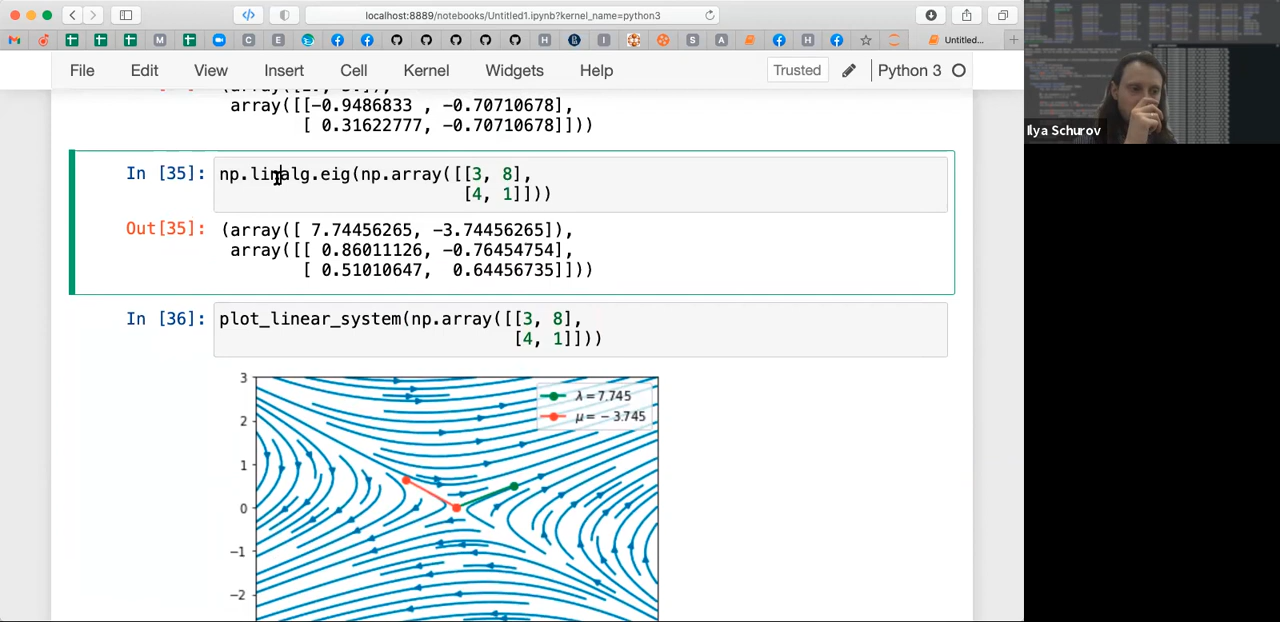 localhost:8889/notebooks/Untitled1.ipynb?kernel_name=python3
M
C
E
H
I
S
A
H
Untitled...
File Edit View Insert Cell Kernel Widgets Help
Trusted
Python 3
array([[-0.9486833 , -0.70710678],
[ 0.31622777, -0.70710678]]))
In [35]: np.linalg.eig(np.array([[3, 8],
[4, 1]]))
Out[35]: (array([ 7.74456265, -3.74456265]),
array([[ 0.86011126, -0.76454754],
[ 0.51010647,  0.64456735]]))
In [36]: plot_linear_system(np.array([[3, 8],
[4, 1]]))
3
λ = 7.745
μ = − 3.745
2
1
0
−1
−2
Ilya Schurov